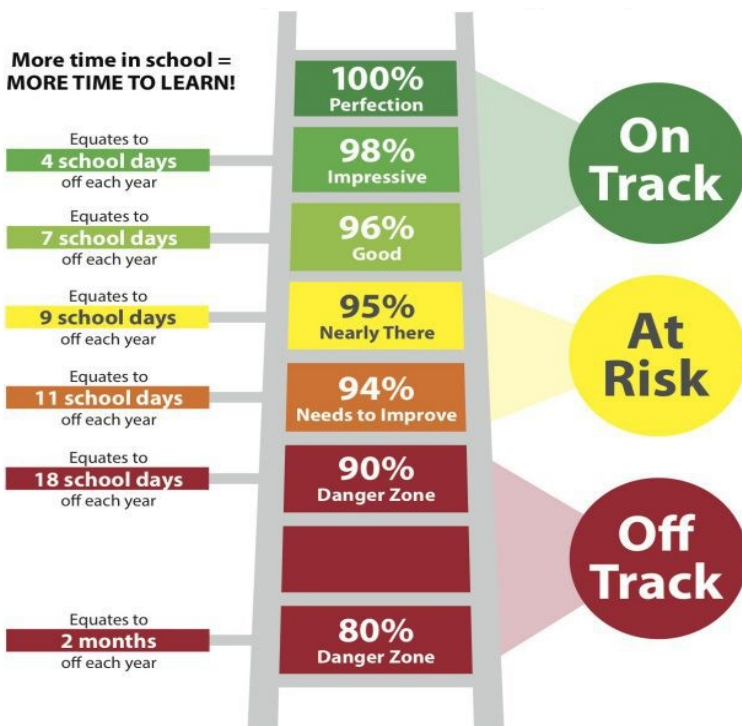 More time in school =
MORE TIME TO LEARN!
100%
Perfection
Equates to
4 school days
off each year
98%
Impressive
Equates to
7 school days
off each year
96%
Good
On
Track
Equates to
9 school days
off each year
95%
Nearly There
Equates to
11 school days
off each year
94%
Needs to Improve
At
Risk
Equates to
18 school days
off each year
90%
Danger Zone
Equates to
2 months
off each year
80%
Danger Zone
Off
Track